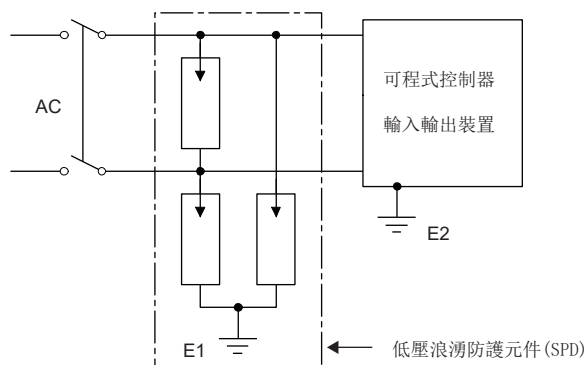 可程式控制器
輸入輸出裝置
AC
E2
E1
低壓浪湧防護元件(SPD)